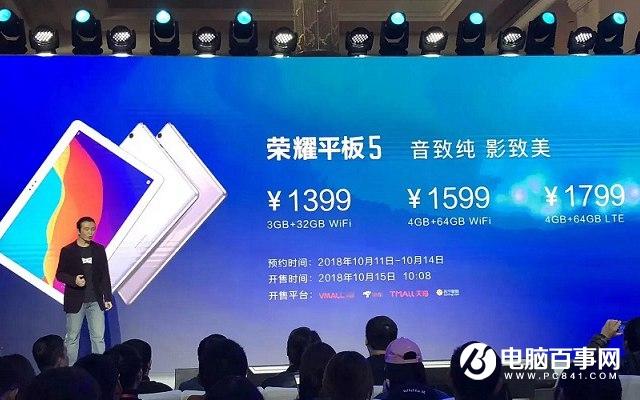 荣耀平板5 音致纯 影致美
¥1399 ¥1599 ¥1799
3GB+32GB WiFi 4GB+64GB WiFi 4GB+64GB LTE
预约时间：2018年10月11日-10月14日
开售时间：2018年10月15日 10:08
开售平台： VMALL TMALL天猫
电脑百事网
WWW.PC841.COM